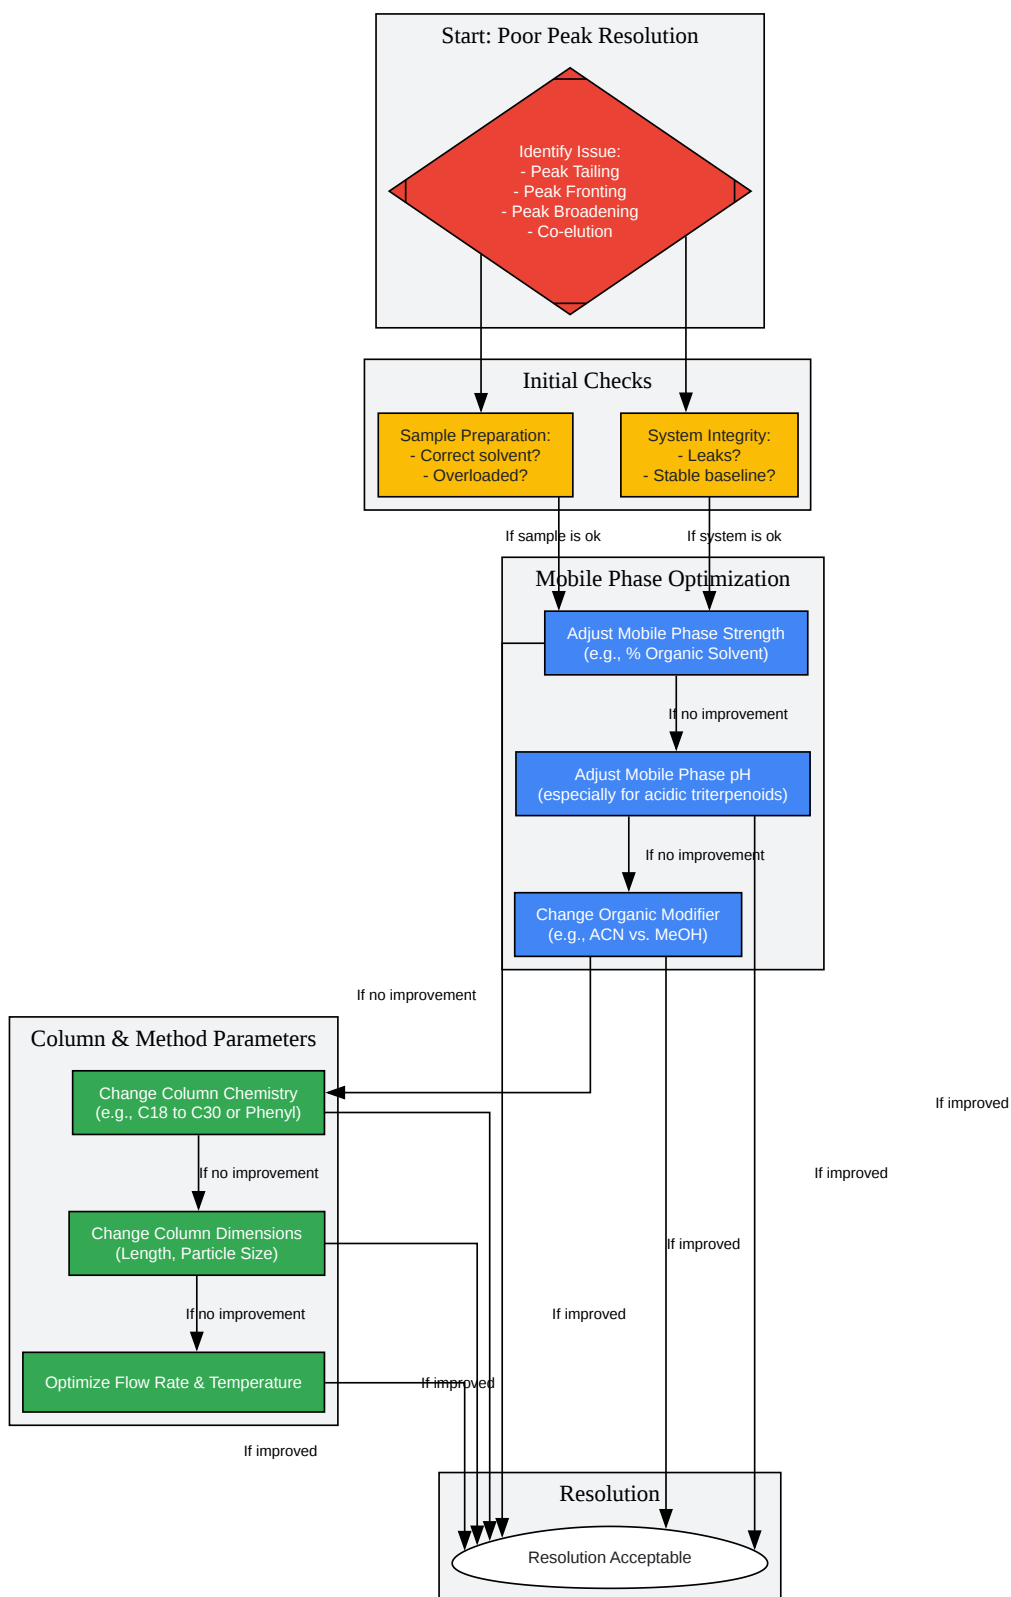 Start: Poor Peak Resolution
Identify Issue:
- Peak Tailing
- Peak Fronting
- Peak Broadening
- Co-elution
Initial Checks
Sample Preparation:
- Correct solvent?
- Overloaded?
System Integrity:
- Leaks?
- Stable baseline?
If sample is ok
If system is ok
Mobile Phase Optimization
Adjust Mobile Phase Strength
(e.g., % Organic Solvent)
If no improvement
Adjust Mobile Phase pH
(especially for acidic triterpenoids)
If no improvement
Change Organic Modifier
(e.g., ACN vs. MeOH)
If no improvement
Column & Method Parameters
Change Column Chemistry
(e.g., C18 to C30 or Phenyl)
If improved
If no improvement
If improved
Change Column Dimensions
(Length, Particle Size)
If improved
If no improvement
If improved
Optimize Flow Rate & Temperature
If improved
If improved
Resolution
Resolution Acceptable